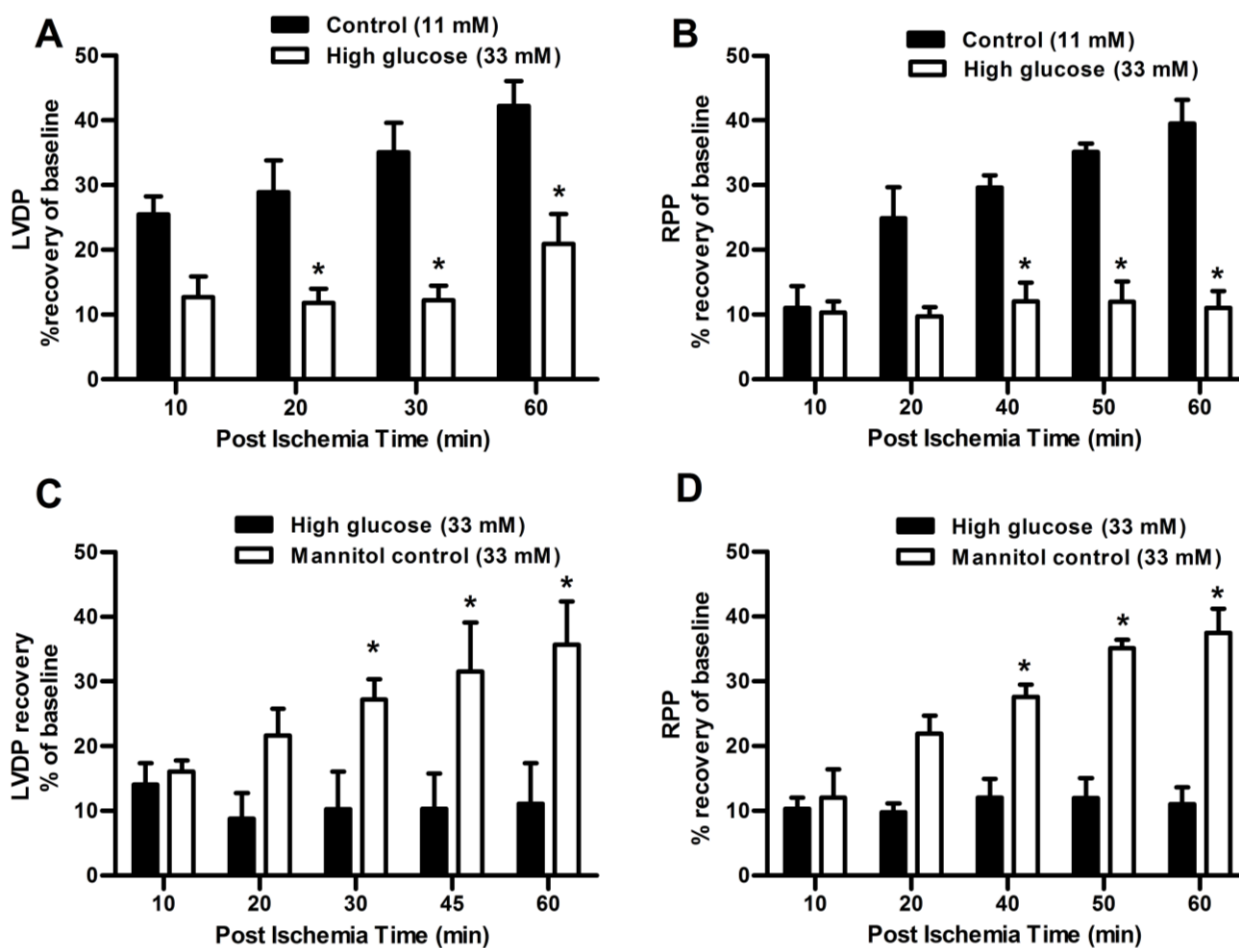 A
Control (11 mM)
High glucose (33 mM)
LVDP
%recovery of baseline
50
40
30
20
10
0
10 20 30 60
Post Ischemia Time (min)
*
*
*
B
Control (11 mM)
High glucose (33 mM)
RPP
% recovery of baseline
50
40
30
20
10
0
10 20 40 50 60
Post Ischemia Time (min)
*
*
*
C
High glucose (33 mM)
Mannitol control (33 mM)
LVDP recovery
% of baseline
50
40
30
20
10
0
10 20 30 45 60
Post Ischemia Time (min)
*
*
*
D
High glucose (33 mM)
Mannitol control (33 mM)
RPP
% recovery of baseline
50
40
30
20
10
0
10 20 40 50 60
Post Ischemia Time (min)
*
*
*